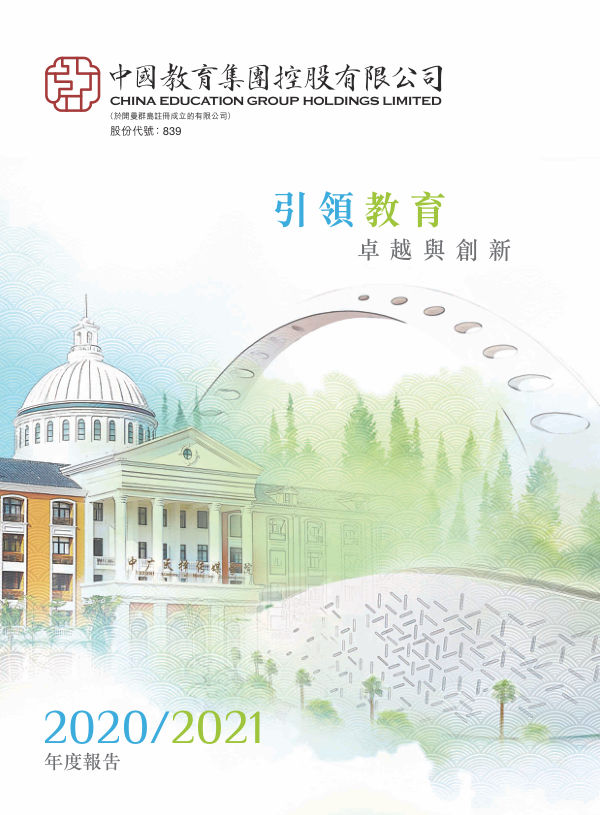 中國教育集團控股有限公司
CHINA EDUCATION GROUP HOLDINGS LIMITED
(於開曼群島註冊成立的有限公司)
股份代號: 839
引領教育
卓越與創新
2020/2021
年度報告